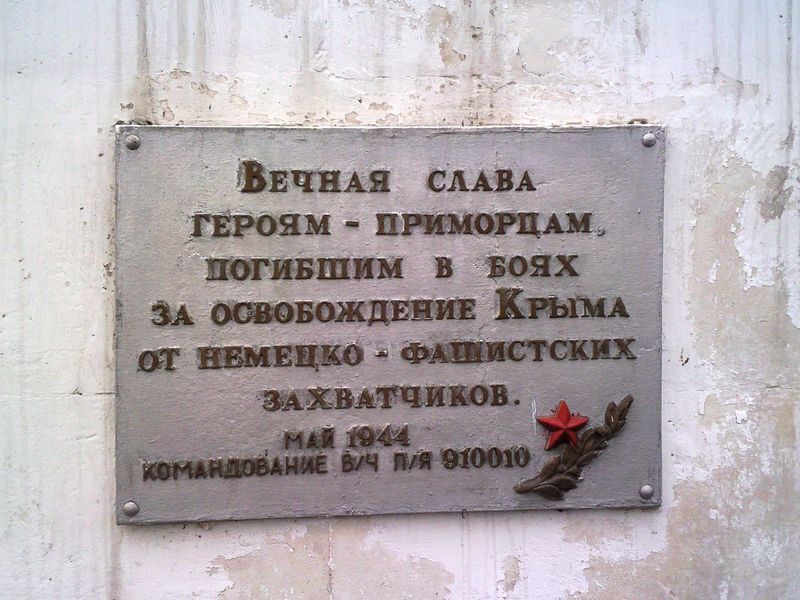 Вечная слава
героям - приморцам,
погибшим в боях
за освобождение Крыма
от немецко - фашистских
захватчиков.
май 1944
командование в/ч п/я 910010